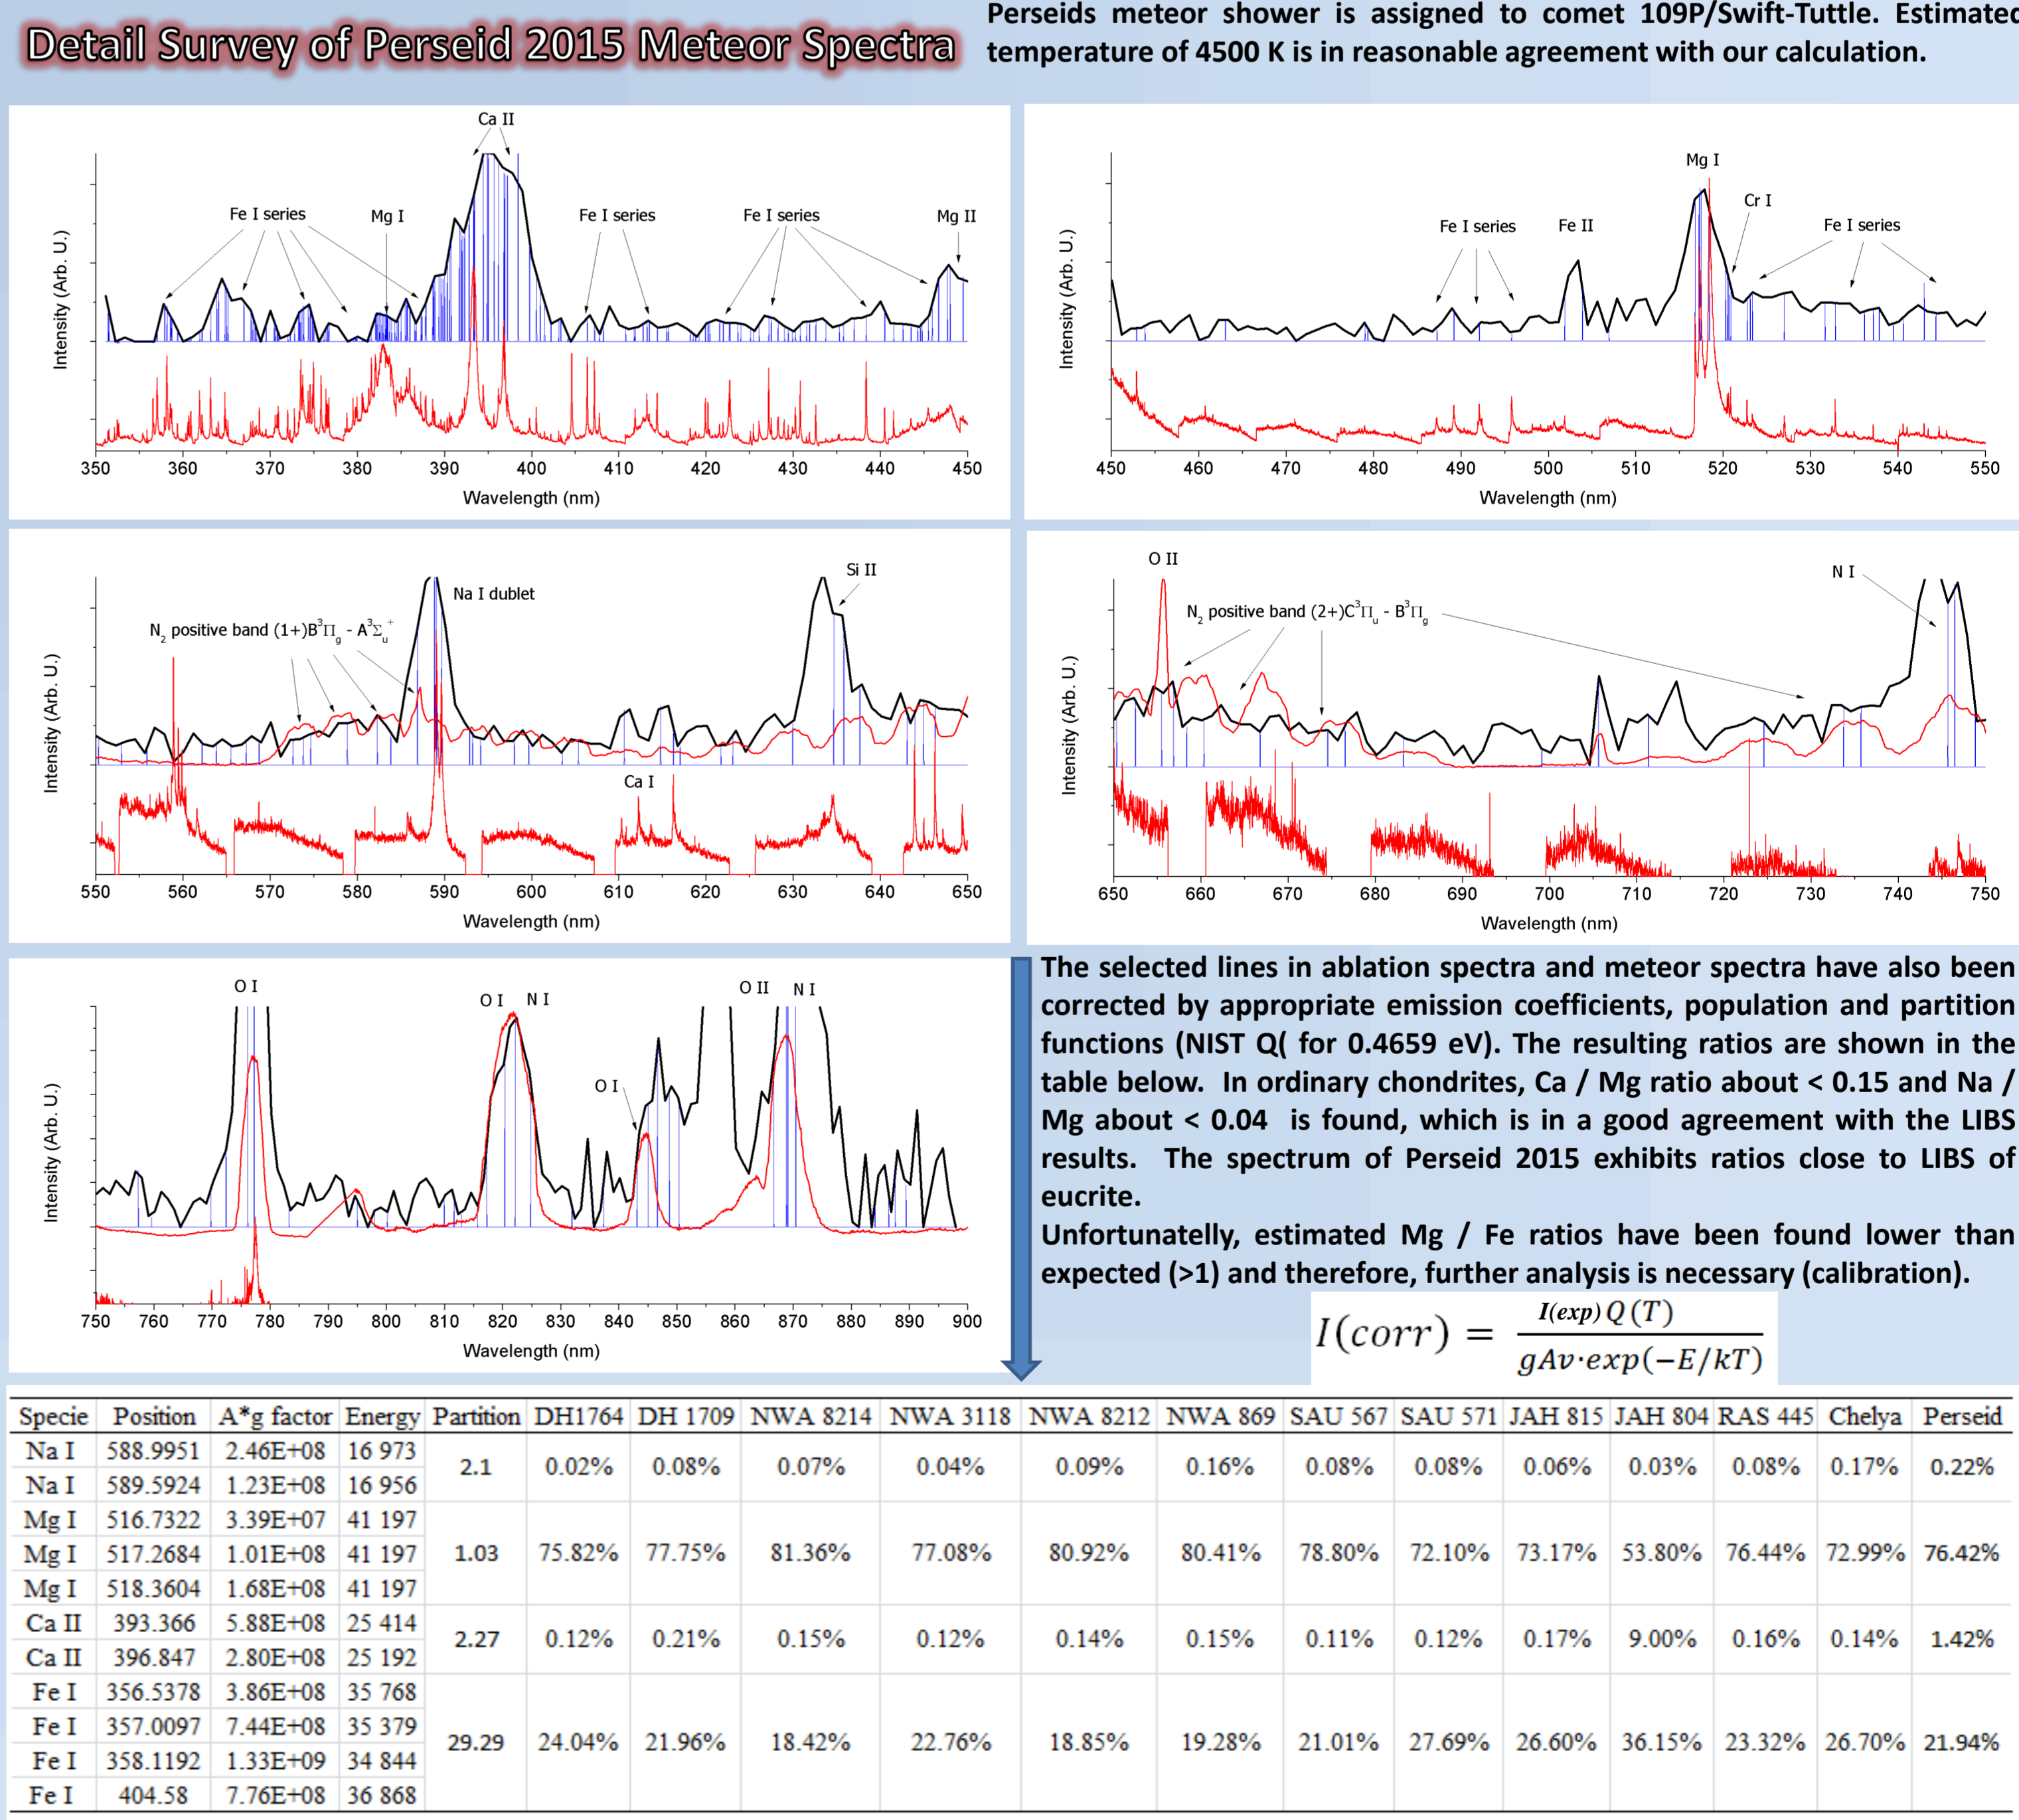 Detail Survey of Perseid 2015 Meteor Spectra
Perseids meteor shower is assigned to comet 109P/Swift-Tuttle. Estimated
temperature of 4500 K is in reasonable agreement with our calculation.
Ca II
Fe I series
Mg I
Fe I series
Fe I series
Mg II
Intensity (Arb. U.)
350 360 370 380 390 400 410 420 430 440 450
Wavelength (nm)
Mg I
Cr I
Fe I series
Fe II
Fe I series
Intensity (Arb. U.)
450 460 470 480 490 500 510 520 530 540 550
Wavelength (nm)
Si II
Na I dublet
N₂ positive band (1+)B³Πg - A³Σu⁺
Ca I
Intensity (Arb. U.)
550 560 570 580 590 600 610 620 630 640 650
Wavelength (nm)
O II
N I
N₂ positive band (2+)C³Πu - B³Πg
Intensity (Arb. U.)
650 660 670 680 690 700 710 720 730 740 750
Wavelength (nm)
O I
O I
N I
O II
N I
O I
Intensity (Arb. U.)
750 760 770 780 790 800 810 820 830 840 850 860 870 880 890 900
Wavelength (nm)
The selected lines in ablation spectra and meteor spectra have also been
corrected by appropriate emission coefficients, population and partition
functions (NIST Q( for 0.4659 eV). The resulting ratios are shown in the
table below. In ordinary chondrites, Ca / Mg ratio about < 0.15 and Na /
Mg about < 0.04 is found, which is in a good agreement with the LIBS
results. The spectrum of Perseid 2015 exhibits ratios close to LIBS of
eucrite.
Unfortunatelly, estimated Mg / Fe ratios have been found lower than
expected (>1) and therefore, further analysis is necessary (calibration).
I(corr) = I(exp) Q(T) / gAν·exp(−E/kT)
Specie Position A*g factor Energy Partition DH1764 DH 1709 NWA 8214 NWA 3118 NWA 8212 NWA 869 SAU 567 SAU 571 JAH 815 JAH 804 RAS 445 Chelya Perseid
Na I 588.9951 2.46E+08 16 973
2.1 0.02% 0.08% 0.07% 0.04% 0.09% 0.16% 0.08% 0.08% 0.06% 0.03% 0.08% 0.17% 0.22%
Na I 589.5924 1.23E+08 16 956
Mg I 516.7322 3.39E+07 41 197
Mg I 517.2684 1.01E+08 41 197 1.03 75.82% 77.75% 81.36% 77.08% 80.92% 80.41% 78.80% 72.10% 73.17% 53.80% 76.44% 72.99% 76.42%
Mg I 518.3604 1.68E+08 41 197
Ca II 393.366 5.88E+08 25 414
2.27 0.12% 0.21% 0.15% 0.12% 0.14% 0.15% 0.11% 0.12% 0.17% 9.00% 0.16% 0.14% 1.42%
Ca II 396.847 2.80E+08 25 192
Fe I 356.5378 3.86E+08 35 768
Fe I 357.0097 7.44E+08 35 379
29.29 24.04% 21.96% 18.42% 22.76% 18.85% 19.28% 21.01% 27.69% 26.60% 36.15% 23.32% 26.70% 21.94%
Fe I 358.1192 1.33E+09 34 844
Fe I 404.58 7.76E+08 36 868